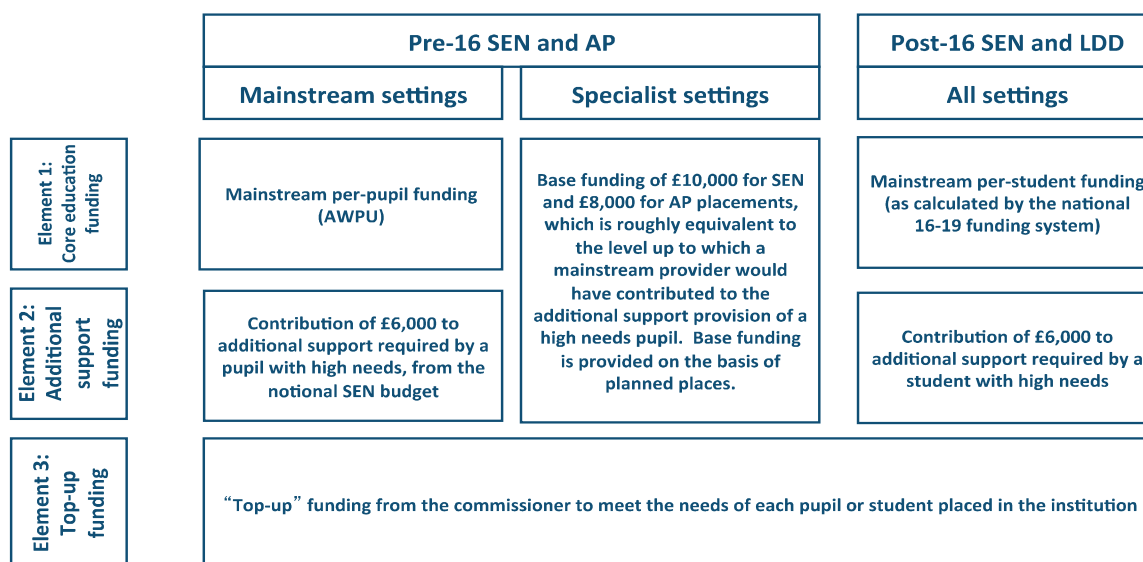 Pre-16 SEN and AP
Post-16 SEN and LDD
Mainstream settings
Specialist settings
All settings
Element 1:
Core education
funding
Mainstream per-pupil funding
(AWPU)
Base funding of £10,000 for SEN
and £8,000 for AP placements,
which is roughly equivalent to
the level up to which a
mainstream provider would
have contributed to the
additional support provision of a
high needs pupil.  Base funding
is provided on the basis of
planned places.
Mainstream per-student funding
(as calculated by the national
16-19 funding system)
Element 2:
Additional
support
funding
Contribution of £6,000 to
additional support required by a
pupil with high needs, from the
notional SEN budget
Contribution of £6,000 to
additional support required by a
student with high needs
Element 3:
Top-up
funding
“Top-up” funding from the commissioner to meet the needs of each pupil or student placed in the institution